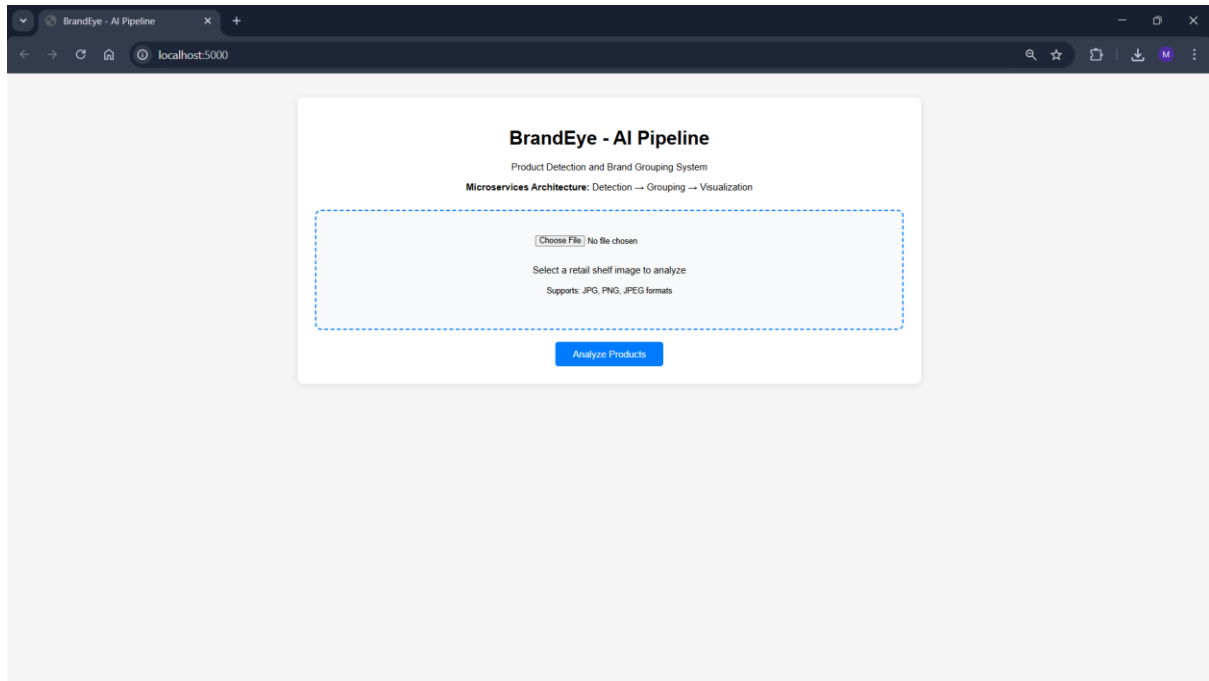 BrandEye - AI Pipeline
localhost:5000
M
BrandEye - AI Pipeline
Product Detection and Brand Grouping System
Microservices Architecture: Detection → Grouping → Visualization
Choose File No file chosen
Select a retail shelf image to analyze
Supports: JPG, PNG, JPEG formats
Analyze Products